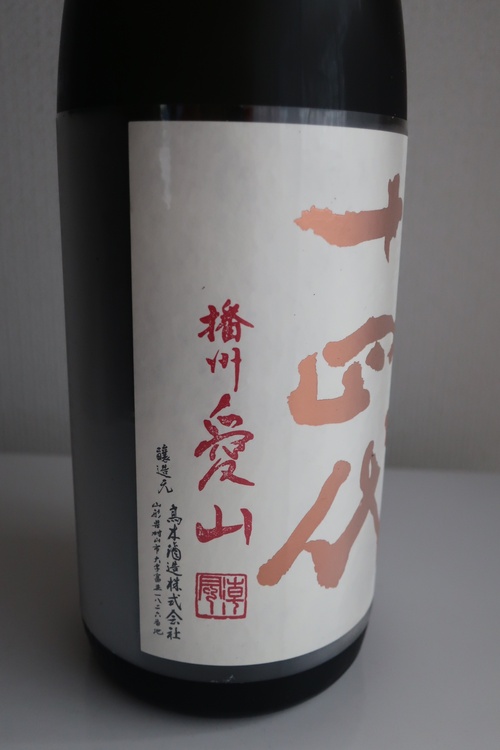 十四代
播州
愛山
醸造元
高木酒造株式会社
山形県村山市大字富並一八二六番地